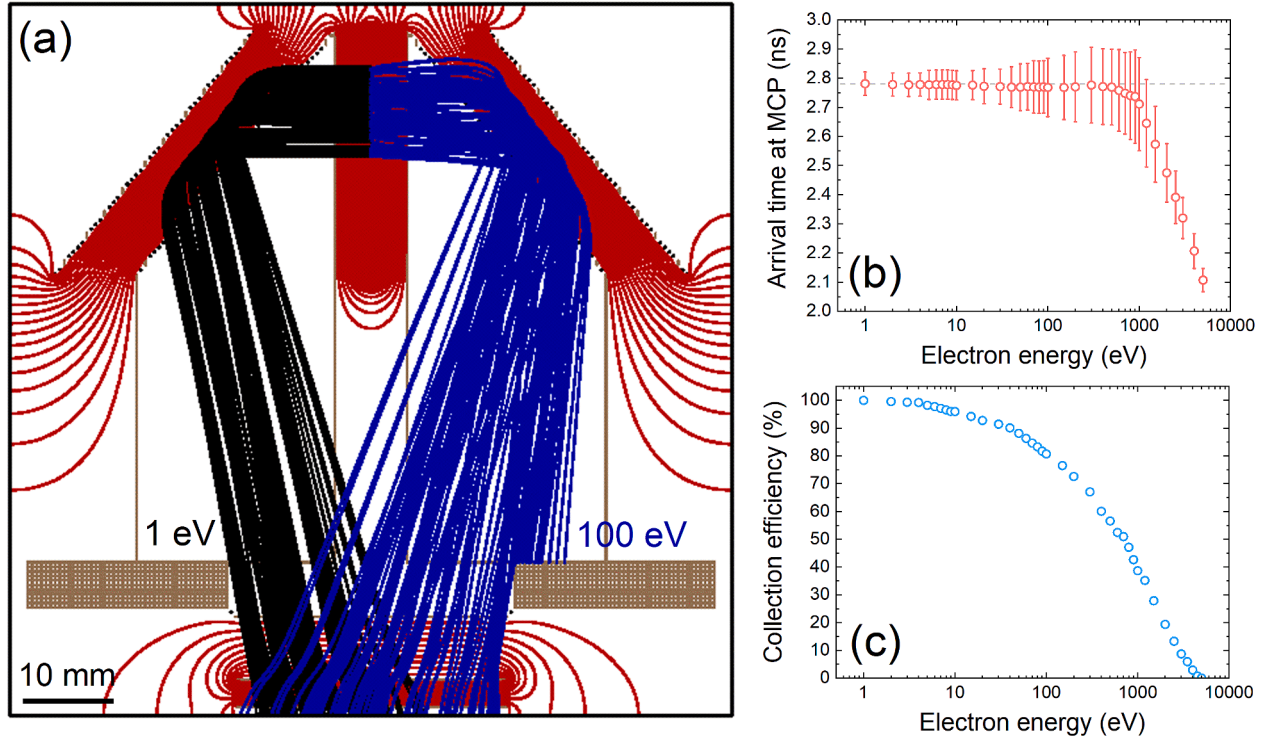 (a)
1 eV
100 eV
10 mm
(b)
Arrival time at MCP (ns)
3.0
2.9
2.8
2.7
2.6
2.5
2.4
2.3
2.2
2.1
2.0
1 10 100 1000 10000
Electron energy (eV)
(c)
Collection efficiency (%)
100
90
80
70
60
50
40
30
20
10
0
1 10 100 1000 10000
Electron energy (eV)